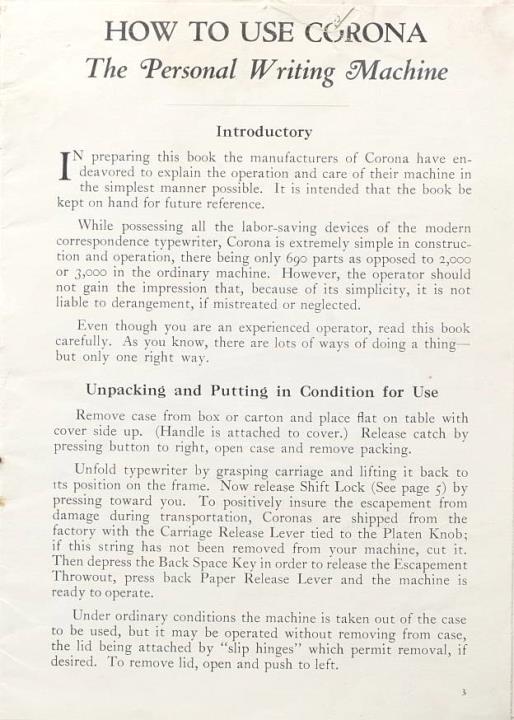 HOW TO USE CORONA
The Personal Writing Machine
Introductory
IN preparing this book the manufacturers of Corona have en-
deavored to explain the operation and care of their machine in
the simplest manner possible. It is intended that the book be
kept on hand for future reference.
While possessing all the labor-saving devices of the modern
correspondence typewriter, Corona is extremely simple in construc-
tion and operation, there being only 690 parts as opposed to 2,000
or 3,000 in the ordinary machine. However, the operator should
not gain the impression that, because of its simplicity, it is not
liable to derangement, if mistreated or neglected.
Even though you are an experienced operator, read this book
carefully. As you know, there are lots of ways of doing a thing—
but only one right way.
Unpacking and Putting in Condition for Use
Remove case from box or carton and place flat on table with
cover side up. (Handle is attached to cover.) Release catch by
pressing button to right, open case and remove packing.
Unfold typewriter by grasping carriage and lifting it back to
its position on the frame. Now release Shift Lock (See page 5) by
pressing toward you. To positively insure the escapement from
damage during transportation, Coronas are shipped from the
factory with the Carriage Release Lever tied to the Platen Knob;
if this string has not been removed from your machine, cut it.
Then depress the Back Space Key in order to release the Escapement
Throwout, press back Paper Release Lever and the machine is
ready to operate.
Under ordinary conditions the machine is taken out of the case
to be used, but it may be operated without removing from case,
the lid being attached by "slip hinges" which permit removal, if
desired. To remove lid, open and push to left.
3